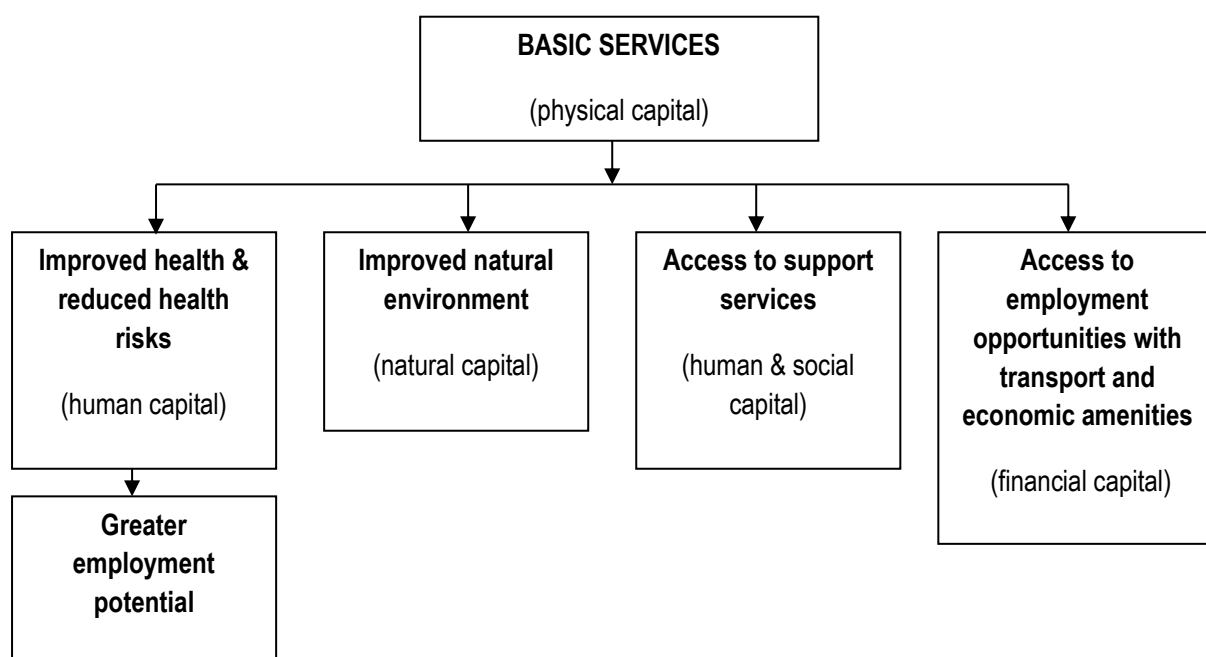 BASIC SERVICES
(physical capital)
Improved health &
reduced health
risks
(human capital)
Improved natural
environment
(natural capital)
Access to support
services
(human & social
capital)
Access to
employment
opportunities with
transport and
economic amenities
(financial capital)
Greater
employment
potential